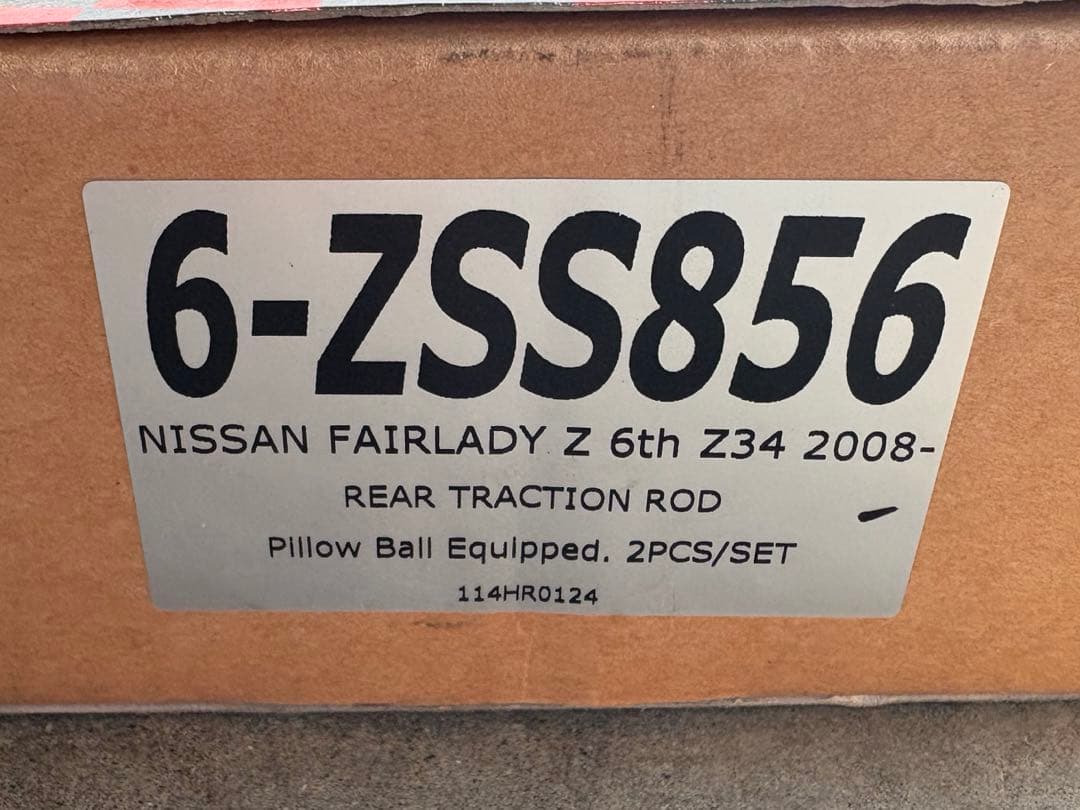 6-ZSS856
NISSAN FAIRLADY Z 6th Z34 2008-
REAR TRACTION ROD
Pillow Ball Equipped. 2PCS/SET
114HR0124